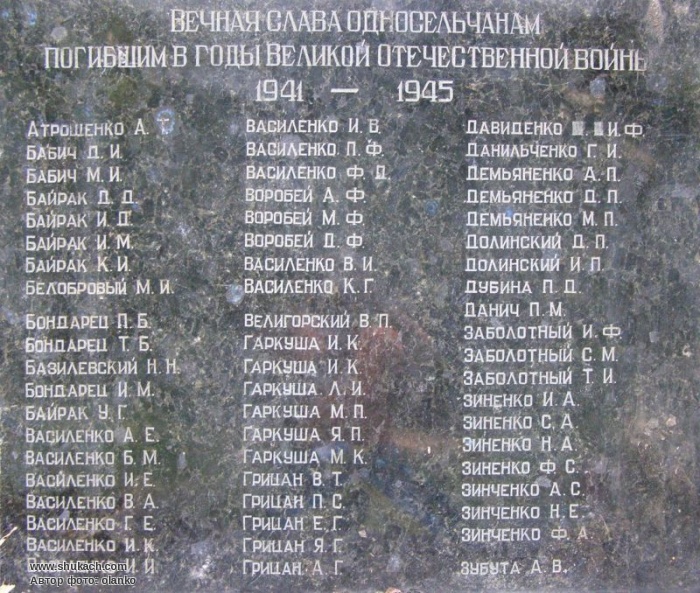 ВЕЧНАЯ СЛАВА ОДНОСЕЛЬЧАНАМ
ПОГИБШИМ В ГОДЫ ВЕЛИКОЙ ОТЕЧЕСТВЕННОЙ ВОЙНЫ
1941 — 1945
АТРОШЕНКО А. Т.
БАБИЧ Д. И.
БАБИЧ М. И.
БАЙРАК Д. Д.
БАЙРАК И. Д.
БАЙРАК И. М.
БАЙРАК К. И.
БЕЛОБРОВЫЙ М. И.
БОНДАРЕЦ П. Б.
БОНДАРЕЦ Т. Б.
БАЗИЛЕВСКИЙ Н. Н.
БОНДАРЕЦ И. М.
БАЙРАК У. Г.
ВАСИЛЕНКО А. Е.
ВАСИЛЕНКО Б. М.
ВАСИЛЕНКО И. Е.
ВАСИЛЕНКО В. А.
ВАСИЛЕНКО Г. Е.
ВАСИЛЕНКО И. К.
И. И.
ВАСИЛЕНКО И. В.
ВАСИЛЕНКО П. Ф.
ВАСИЛЕНКО Ф. Д.
ВОРОБЕЙ А. Ф.
ВОРОБЕЙ М. Ф.
ВОРОБЕЙ Д. Ф.
ВАСИЛЕНКО В. И.
ВАСИЛЕНКО К. Г.
ВЕЛИГОРСКИЙ В. П.
ГАРКУША И. К.
ГАРКУША И. К.
ГАРКУША Л. И.
ГАРКУША М. П.
ГАРКУША Я. П.
ГАРКУША М. К.
ГРИЦАН В. Т.
ГРИЦАН П. С.
ГРИЦАН Е. Г.
ГРИЦАН Я. Г.
ГРИЦАН А. Г.
ДАВИДЕНКО И. Ф.
ДАНИЛЬЧЕНКО Г. И.
ДЕМЬЯНЕНКО А. П.
ДЕМЬЯНЕНКО Д. П.
ДЕМЬЯНЕНКО М. П.
ДОЛИНСКИЙ Д. П.
ДОЛИНСКИЙ И. П.
ДУБИНА П. Д.
ДАНИЧ П. М.
ЗАБОЛОТНЫЙ И. Ф.
ЗАБОЛОТНЫЙ С. М.
ЗАБОЛОТНЫЙ Т. И.
ЗИНЕНКО И. А.
ЗИНЕНКО С. А.
ЗИНЕНКО Н. А.
ЗИНЕНКО Ф. С.
ЗИНЧЕНКО А. С.
ЗИНЧЕНКО Н. Е.
ЗИНЧЕНКО Ф. А.
ЗУБУТА А. В.
www.shukach.com
Автор фото: olanko